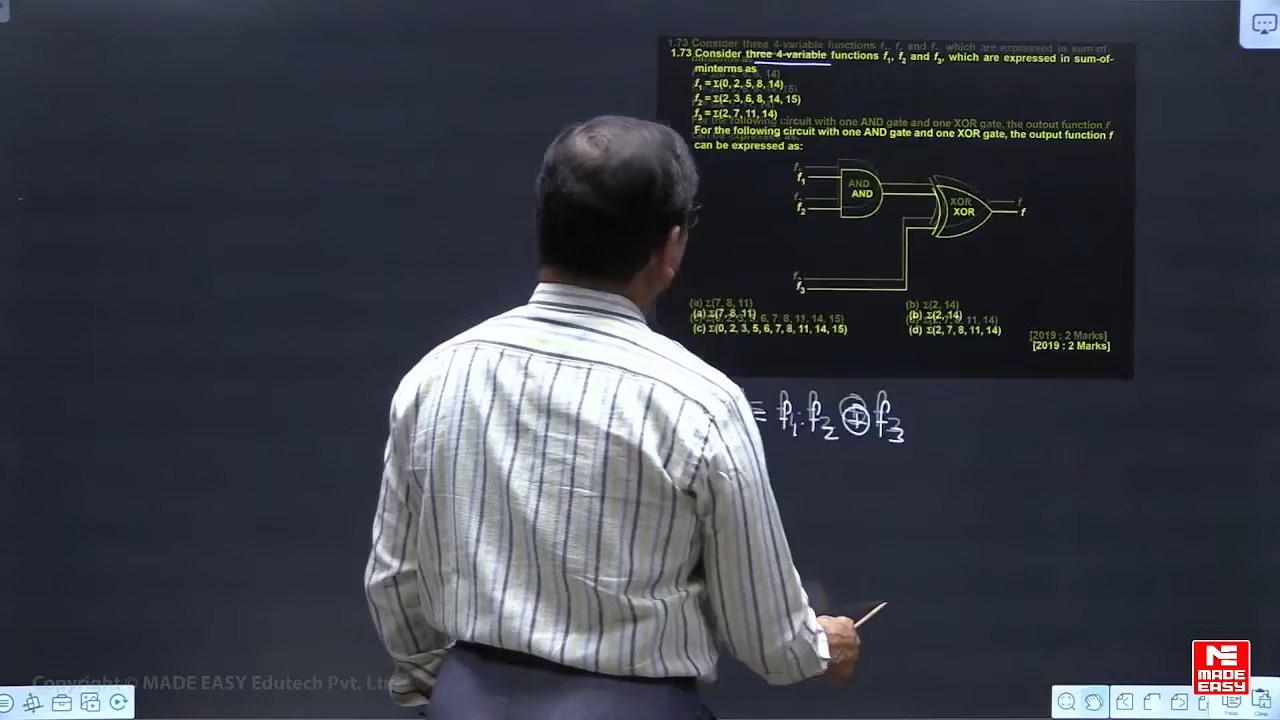 1.73 Consider three 4-variable functions f₁, f₂ and f₃, which are expressed in sum-of-
minterms as
f₁ = Σ(0, 2, 5, 8, 14)
f₂ = Σ(2, 3, 6, 8, 14, 15)
f₃ = Σ(2, 7, 11, 14)
For the following circuit with one AND gate and one XOR gate, the output function f
can be expressed as:
f₁
AND
f₂
XOR
f
f₃
(a) Σ(7, 8, 11)
(b) Σ(2, 14)
(c) Σ(0, 2, 3, 5, 6, 7, 8, 11, 14, 15)
(d) Σ(2, 7, 8, 11, 14)
[2019 : 2 Marks]
= f₁.f₂ ⊕ f₃
Copyright © MADE EASY Edutech Pvt. Lt
ME
MADE EASY